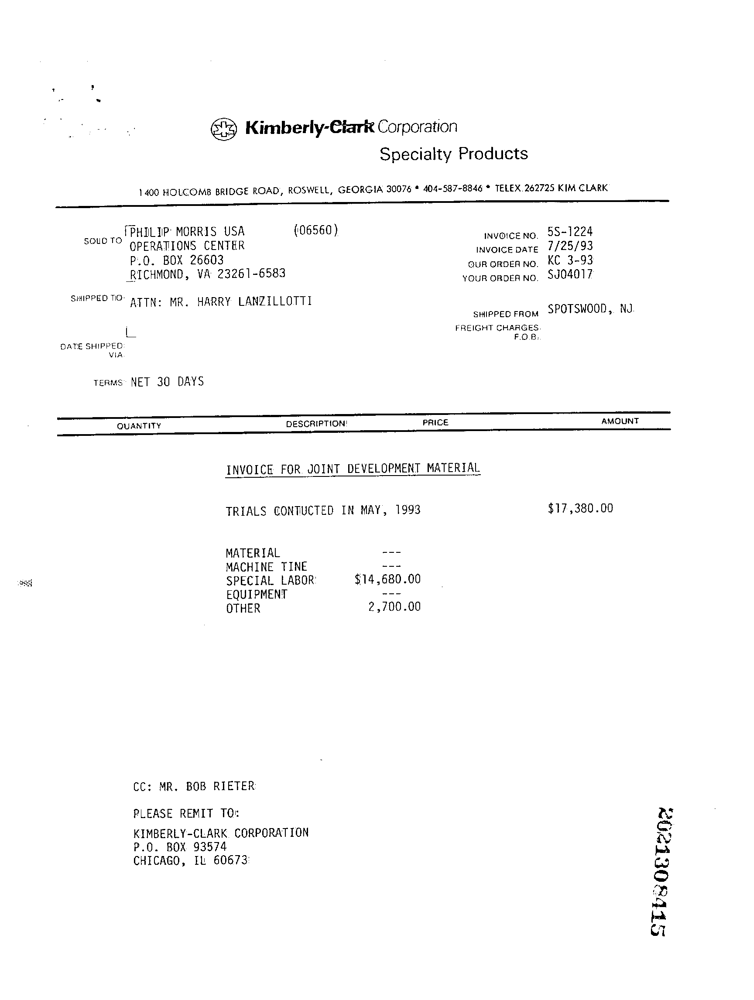 Kimberly-Clark Corporation
Specialty Products
1400 HOLCOMB BRIDGE ROAD, ROSWELL, GEORGIA 30076 * 404-587-8846 * TELEX 262725 KIM CLARK
SOLD TO PHILIP MORRIS USA (06560)
OPERATIONS CENTER
P.O. BOX 26603
RICHMOND, VA 23261-6583
INVOICE NO. 5S-1224
INVOICE DATE 7/25/93
OUR ORDER NO. KC 3-93
YOUR ORDER NO. SJ04017
SHIPPED TO ATTN: MR. HARRY LANZILLOTTI
SHIPPED FROM SPOTSWOOD, NJ
FREIGHT CHARGES
F.O.B.
DATE SHIPPED
VIA
TERMS NET 30 DAYS
QUANTITY DESCRIPTION PRICE AMOUNT
INVOICE FOR JOINT DEVELOPMENT MATERIAL
TRIALS CONTUCTED IN MAY, 1993 $17,380.00
MATERIAL ---
MACHINE TINE ---
SPECIAL LABOR $14,680.00
EQUIPMENT ---
OTHER 2,700.00
CC: MR. BOB RIETER
PLEASE REMIT TO:
KIMBERLY-CLARK CORPORATION
P.O. BOX 93574
CHICAGO, IL 60673
2021308415